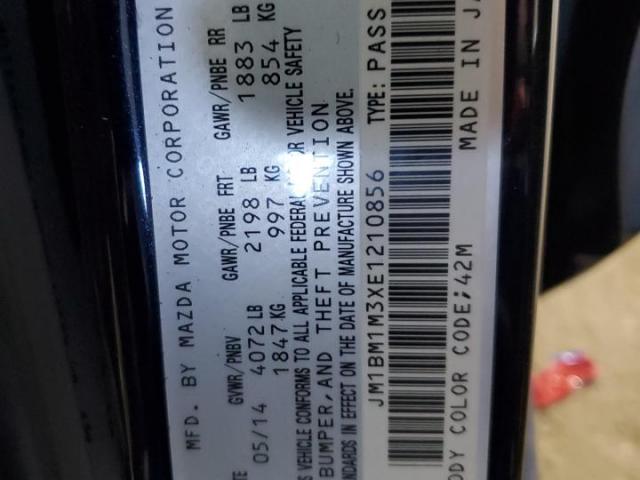 MFD. BY MAZDA MOTOR CORPORATION
GVWR/PNBV GAWR/PNBE FRT GAWR/PNBE RR
05/14 4072 LB 2198 LB 1883 LB
1847 KG 997 KG 854 KG
VEHICLE CONFORMS TO ALL APPLICABLE FEDERAL MOTOR VEHICLE SAFETY
BUMPER, AND THEFT PREVENTION
IN EFFECT ON THE DATE OF MANUFACTURE SHOWN ABOVE.
JM1BM1M3XE1210856 TYPE: PASS
COLOR CODE;42M MADE IN